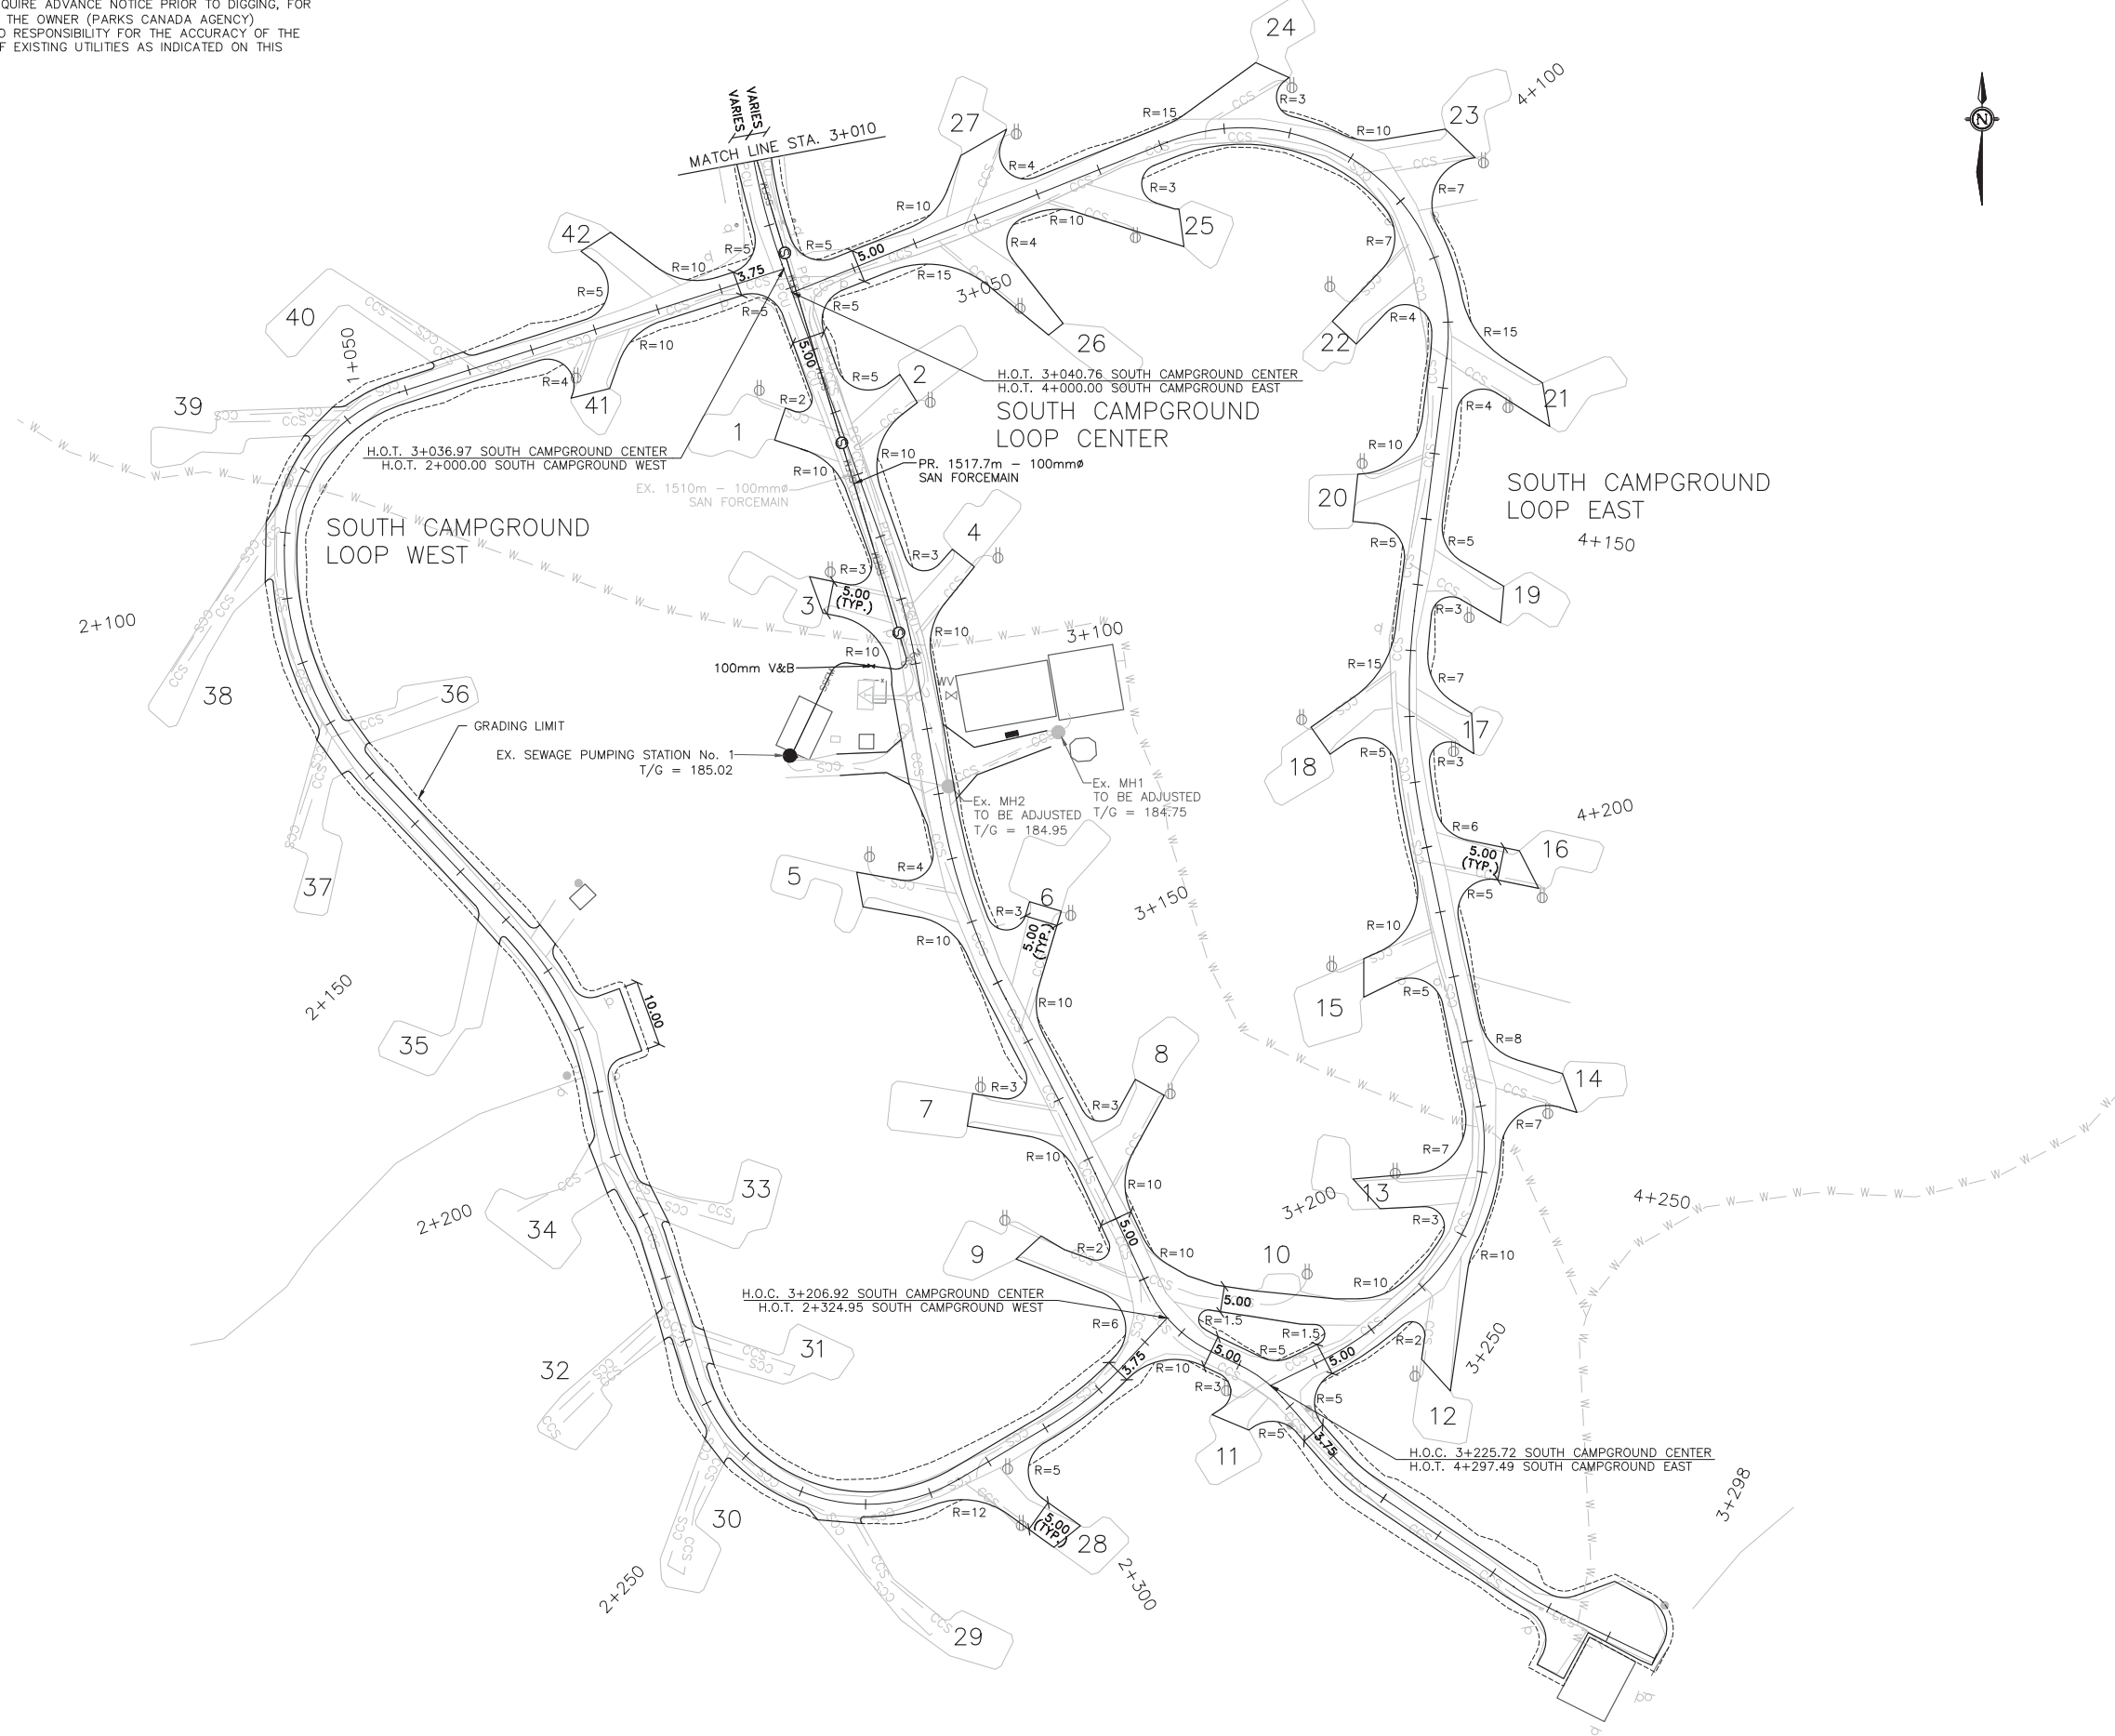 QUIRE ADVANCE NOTICE PRIOR TO DIGGING, FOR
THE OWNER (PARKS CANADA AGENCY)
O RESPONSIBILITY FOR THE ACCURACY OF THE
F EXISTING UTILITIES AS INDICATED ON THIS
24
4+100
R=3
23
R=15
R=10
CCS
VARIES
VARIES
MATCH LINE STA. 3+010
27
R=4
R=7
R=3
R=10
R=10
25
42
R=5
R=5
5.00
R=4
R=7
R=10
3.75
R=15
3+050
R=5
R=5
R=5
40
R=10
1+050
5.00
26
22
R=4
R=15
N
R=4
41
R=2
R=5
2
H.O.T. 3+040.76 SOUTH CAMPGROUND CENTER
H.O.T. 4+000.00 SOUTH CAMPGROUND EAST
SOUTH CAMPGROUND
LOOP CENTER
21
R=4
39
1
H.O.T. 3+036.97 SOUTH CAMPGROUND CENTER
H.O.T. 2+000.00 SOUTH CAMPGROUND WEST
R=10
R=10
R=10
PR. 1517.7m – 100mmø
SAN FORCEMAIN
EX. 1510m – 100mmø
SAN FORCEMAIN
20
SOUTH CAMPGROUND
LOOP EAST
4+150
SOUTH CAMPGROUND
LOOP WEST
4
R=3
R=3
R=5
R=5
3
5.00
(TYP.)
19
R=3
2+100
R=10
3+100
R=10
R=15
100mm V&B
SSFM
WV
R=7
38
36
GRADING LIMIT
EX. SEWAGE PUMPING STATION No. 1
T/G = 185.02
17
R=5
R=3
18
Ex. MH1
TO BE ADJUSTED
T/G = 184.75
Ex. MH2
TO BE ADJUSTED
T/G = 184.95
4+200
R=6
16
5.00
(TYP.)
R=5
37
5
R=4
6
R=3
5.00
(TYP.)
3+150
R=10
R=10
2+150
10.00
R=10
15
R=5
35
R=8
8
14
7
R=3
R=3
R=7
R=10
R=7
33
R=10
13
3+200
4+250
2+200
34
R=3
9
R=2
5.00
R=10
10
R=10
R=10
H.O.C. 3+206.92 SOUTH CAMPGROUND CENTER
H.O.T. 2+324.95 SOUTH CAMPGROUND WEST
5.00
R=6
R=1.5
R=1.5
R=2
31
32
3.75
R=10
5.00
R=5
5.00
3+250
R=3
R=5
12
11
R=5
3.75
H.O.C. 3+225.72 SOUTH CAMPGROUND CENTER
H.O.T. 4+297.49 SOUTH CAMPGROUND EAST
R=5
3+298
30
R=12
5.00
(TYP.)
28
2+250
2+300
29